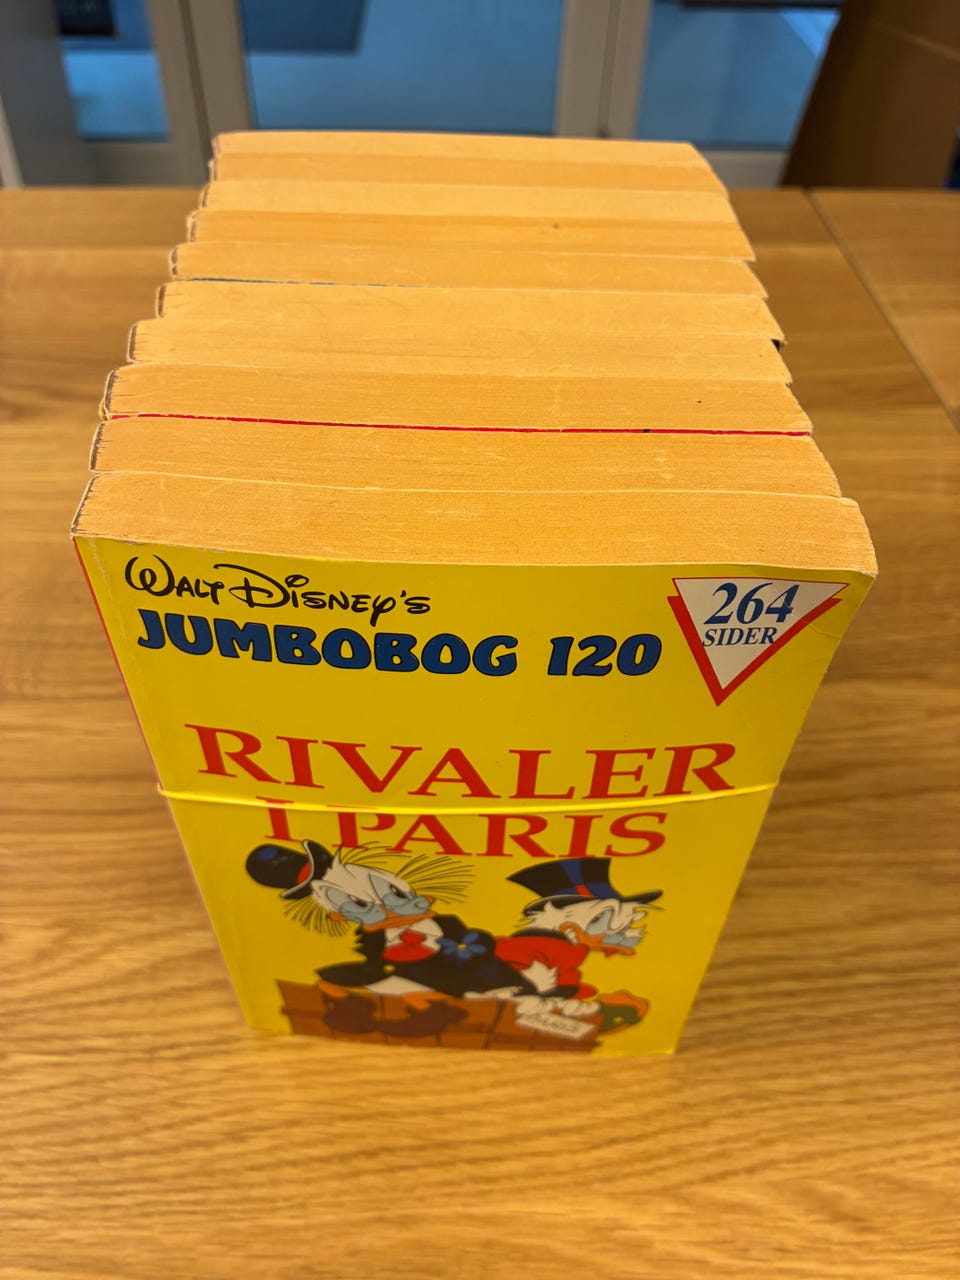 Walt Disney's
JUMBOBOG 120
264
SIDER
RIVALER
I PARIS